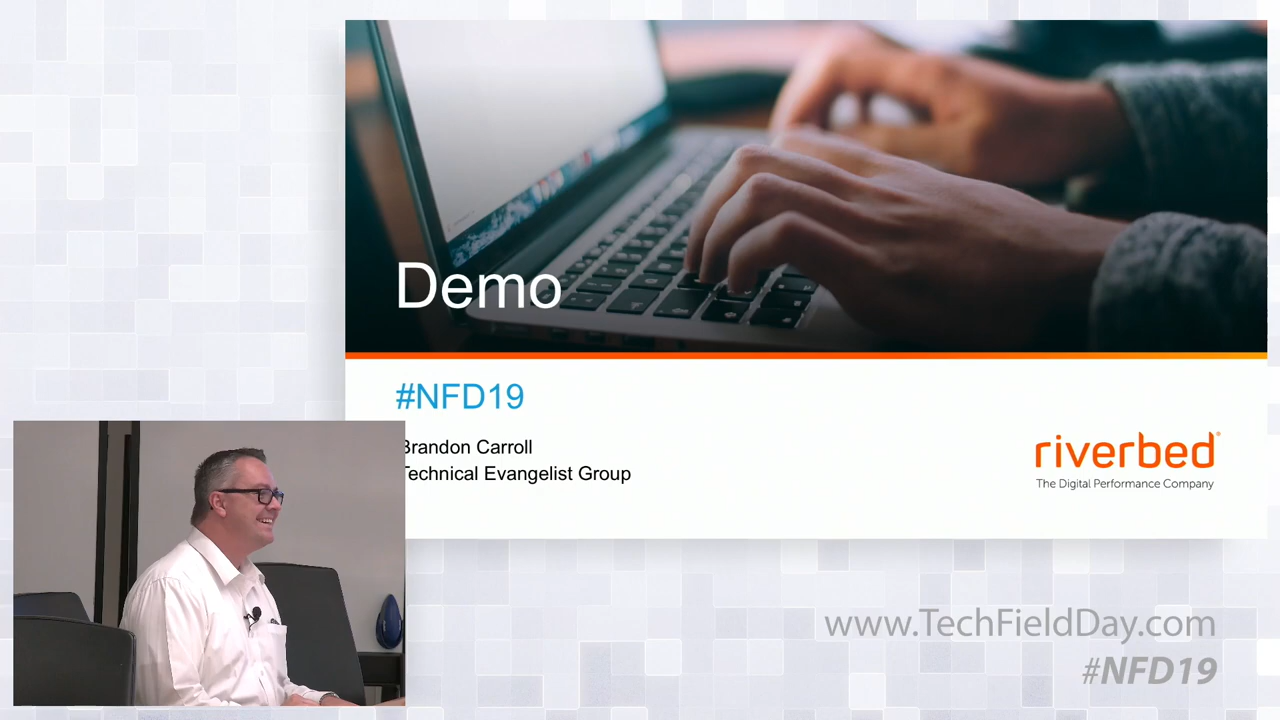 Demo
#NFD19
Brandon Carroll
Technical Evangelist Group
riverbed®
The Digital Performance Company
www.TechFieldDay.com
#NFD19